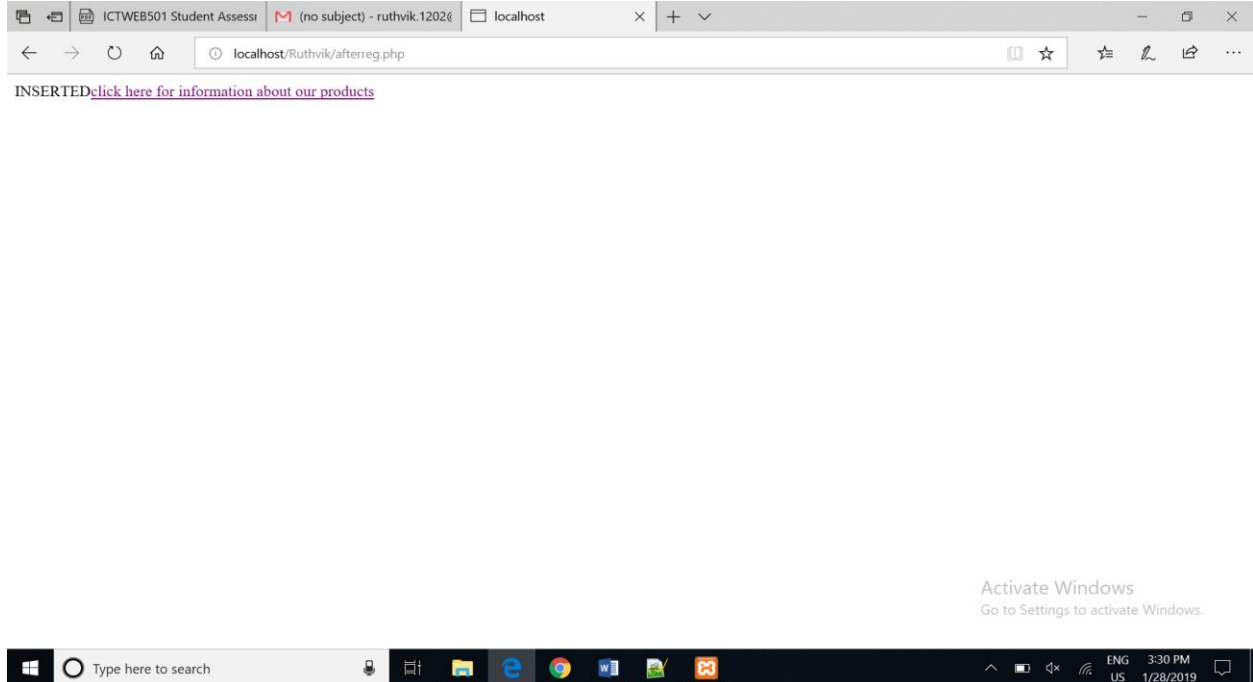 ICTWEB501 Student Assessr
(no subject) - ruthvik.1202@
localhost
localhost/Ruthvik/afterreg.php
INSERTEDclick here for information about our products
Activate Windows
Go to Settings to activate Windows.
Type here to search
ENG
US
3:30 PM
1/28/2019